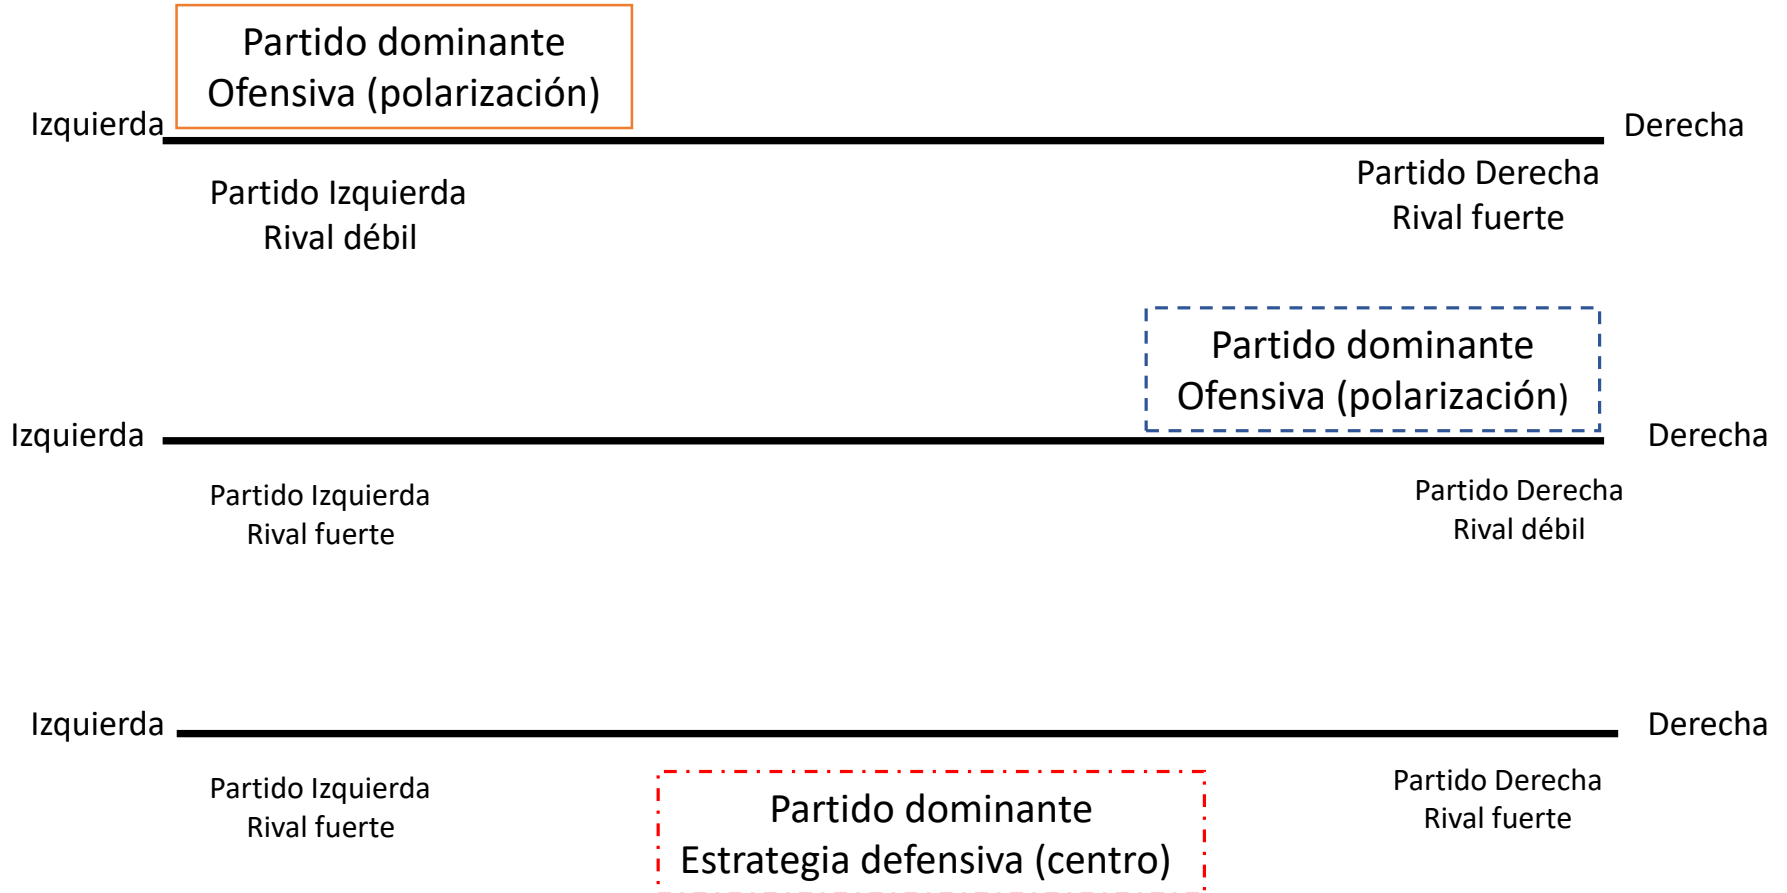 Partido dominante
Ofensiva (polarización)
Izquierda
Derecha
Partido Izquierda
Rival débil
Partido Derecha
Rival fuerte
Partido dominante
Ofensiva (polarización)
Izquierda
Derecha
Partido Izquierda
Rival fuerte
Partido Derecha
Rival débil
Izquierda
Derecha
Partido Izquierda
Rival fuerte
Partido dominante
Estrategia defensiva (centro)
Partido Derecha
Rival fuerte